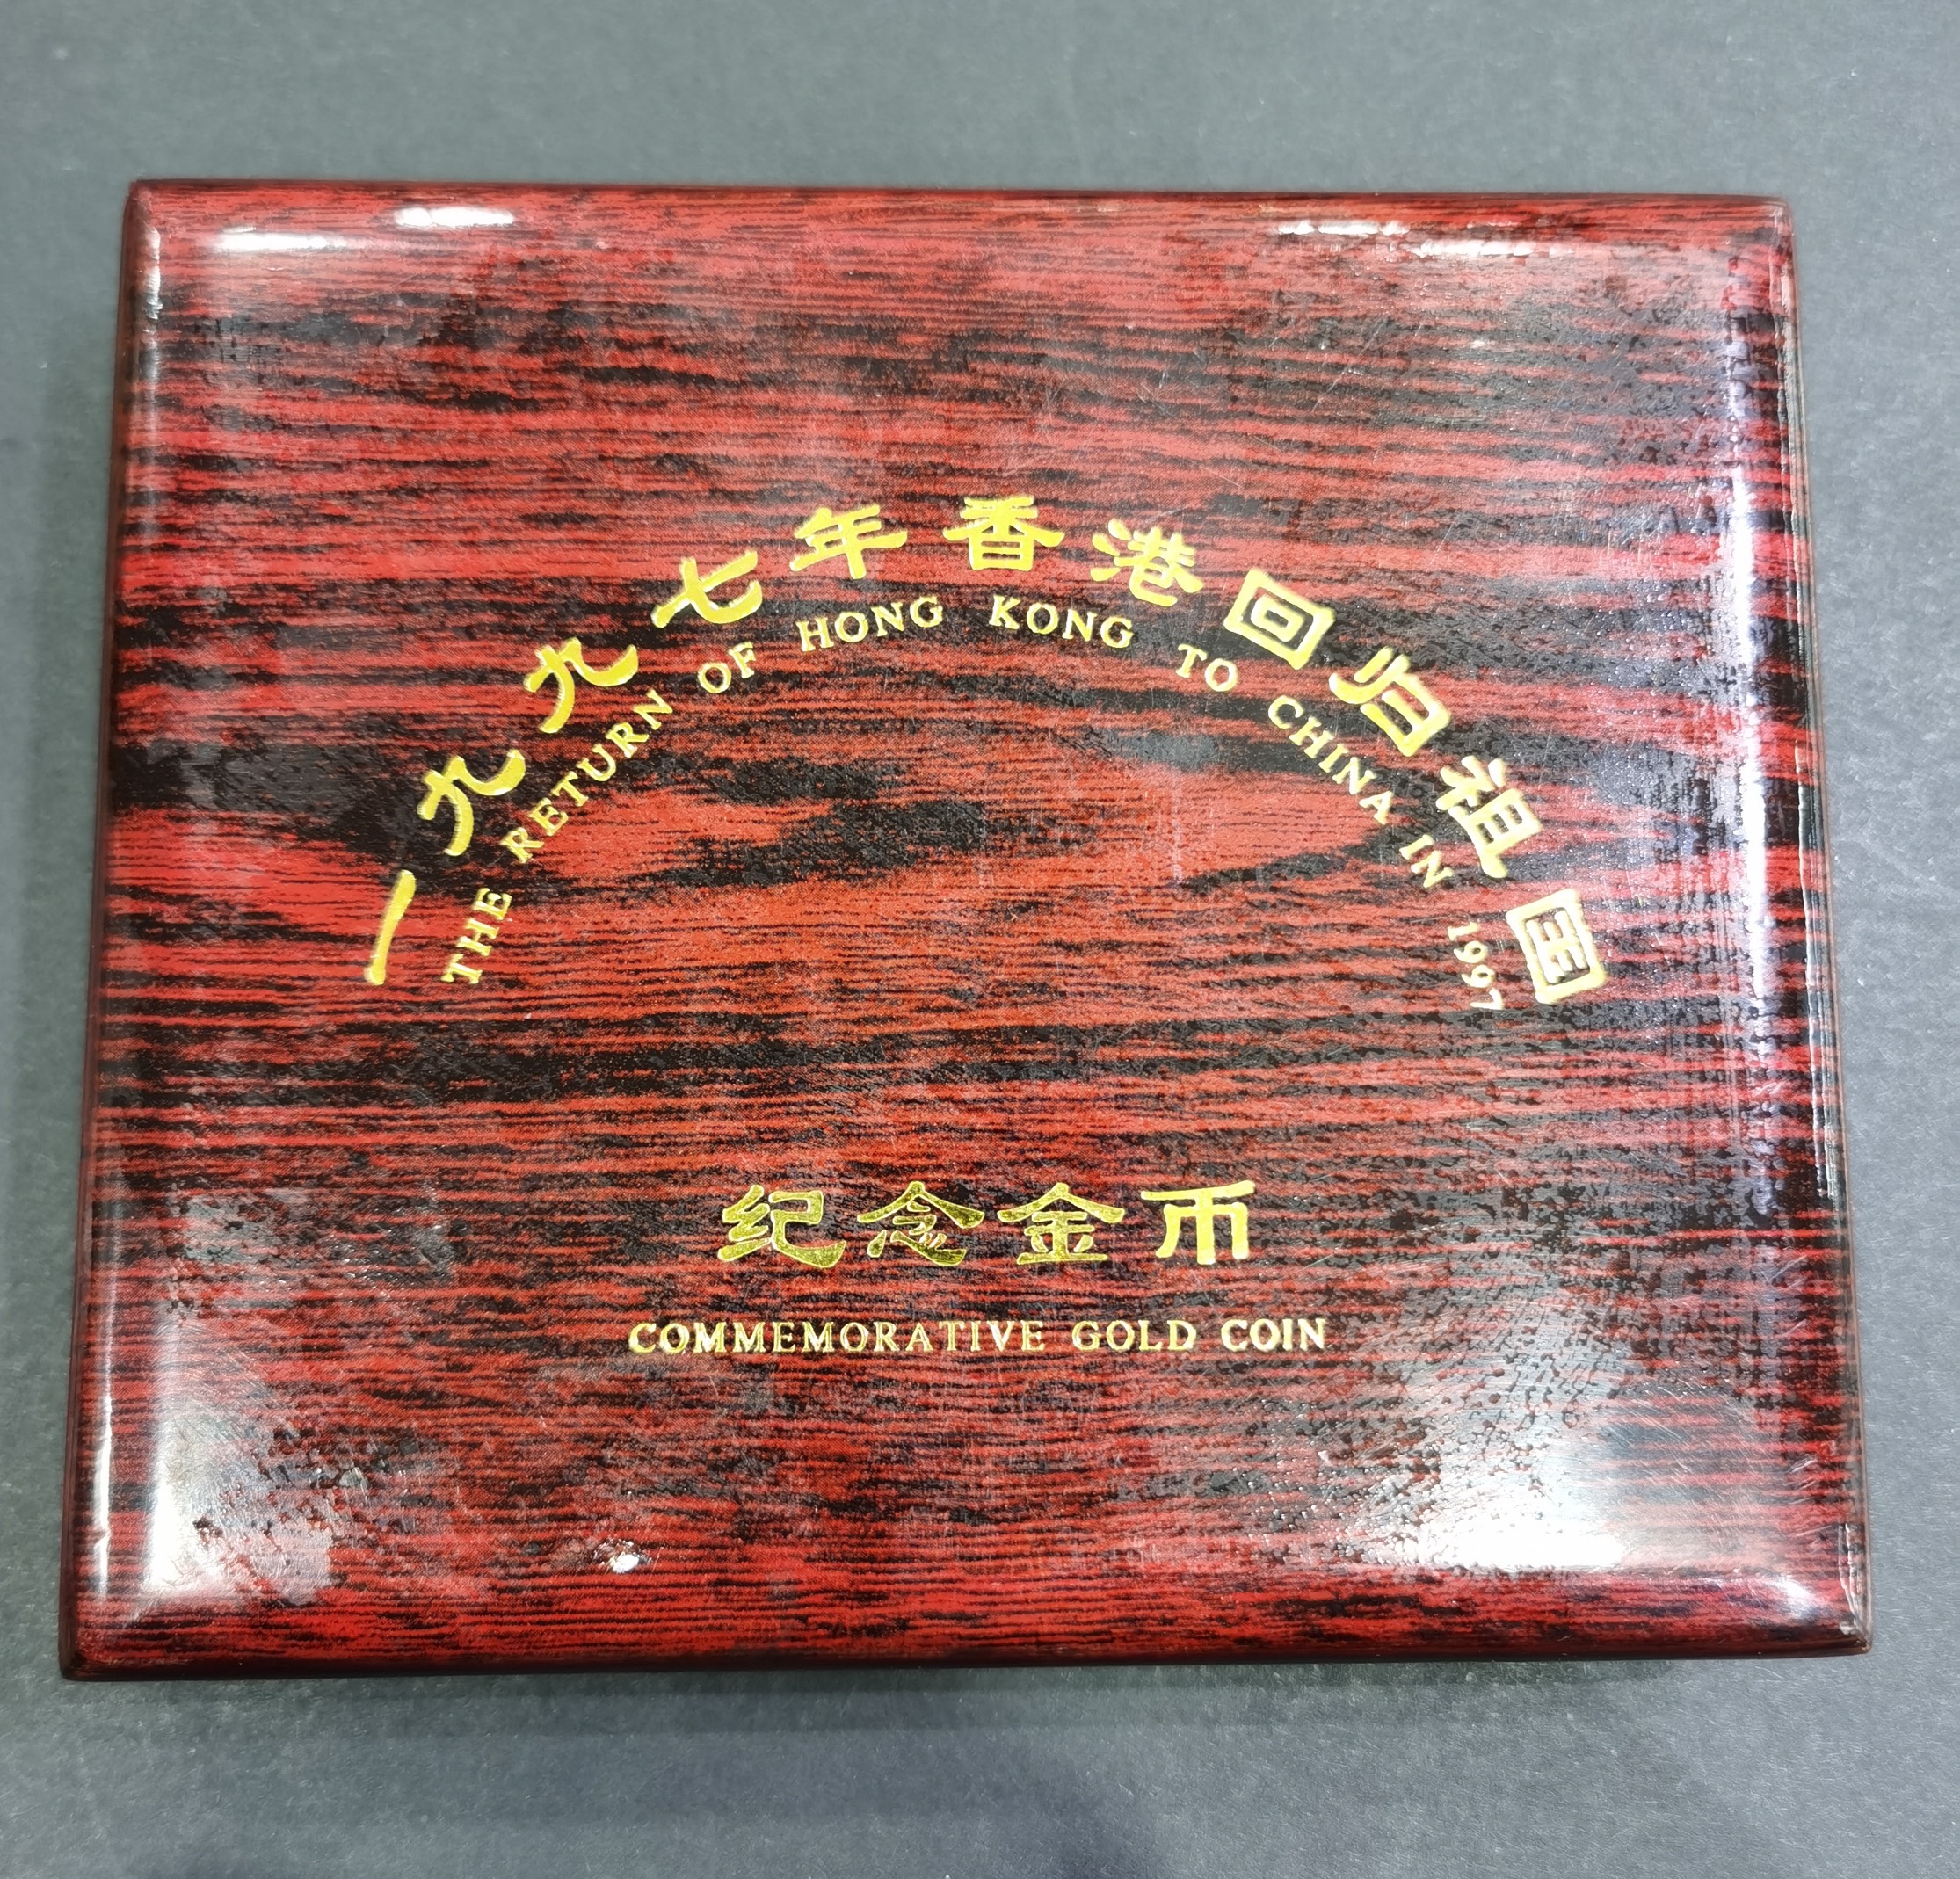 一九九七年香港回归祖国
THE RETURN OF HONG KONG TO CHINA IN 1997
纪念金币
COMMEMORATIVE GOLD COIN